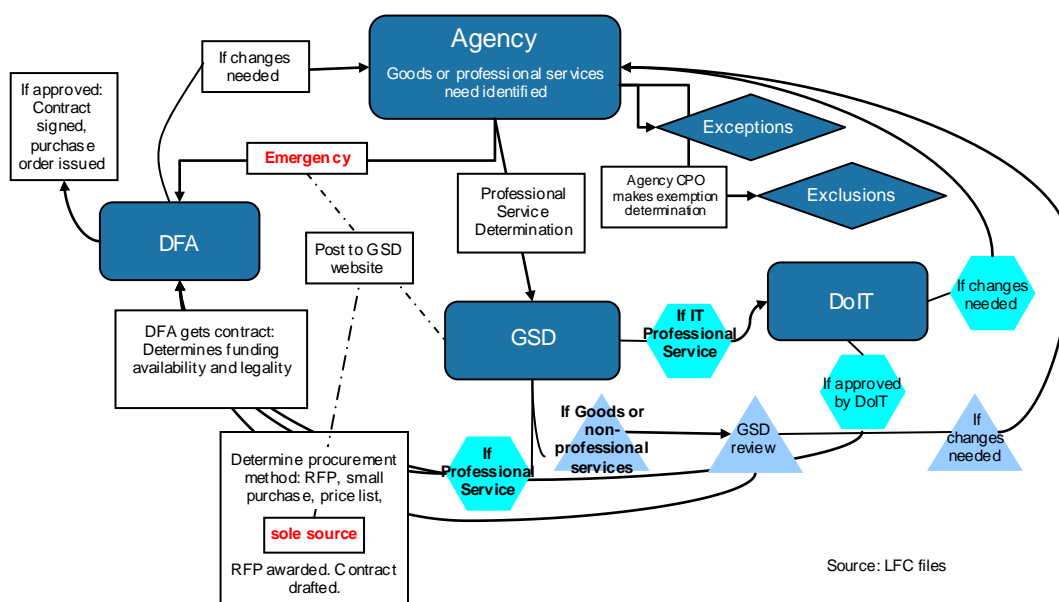 Agency
Goods or professional services
need identified
If changes
needed
If approved:
Contract
signed,
purchase
order issued
Exceptions
Emergency
Agency CPO
makes exemption
determination
Exclusions
Professional
Service
Determination
DFA
Post to GSD
website
DoIT
If changes
needed
GSD
If IT
Professional
Service
DFA gets contract:
Determines funding
availability and legality
If approved
by DoIT
If Goods or
non-
professional
services
GSD
review
If
changes
needed
If
Professional
Service
Determine procurement
method: RFP, small
purchase, price list,
sole source
RFP awarded. Contract
drafted.
Source: LFC files